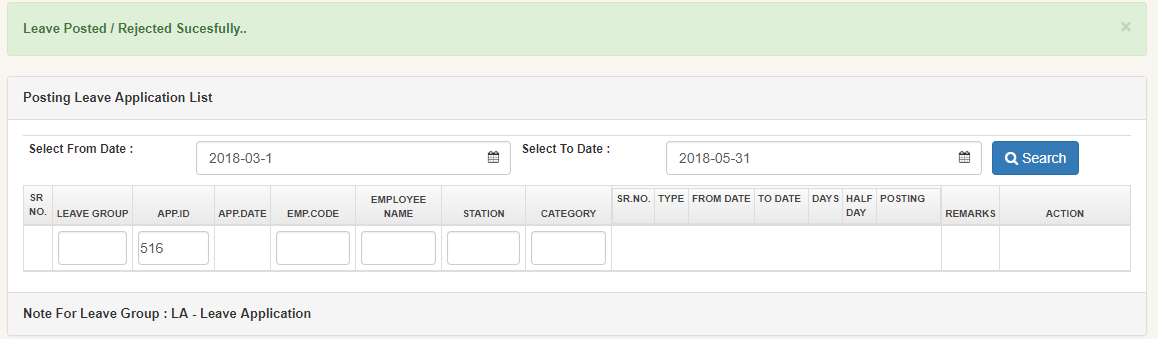 Leave Posted / Rejected Sucesfully..
×
Posting Leave Application List
Select From Date :
2018-03-1
Select To Date :
2018-05-31
Search
SR NO.
LEAVE GROUP
APP.ID
APP.DATE
EMP.CODE
EMPLOYEE NAME
STATION
CATEGORY
SR.NO.
TYPE
FROM DATE
TO DATE
DAYS
HALF DAY
POSTING
REMARKS
ACTION
516
Note For Leave Group : LA - Leave Application